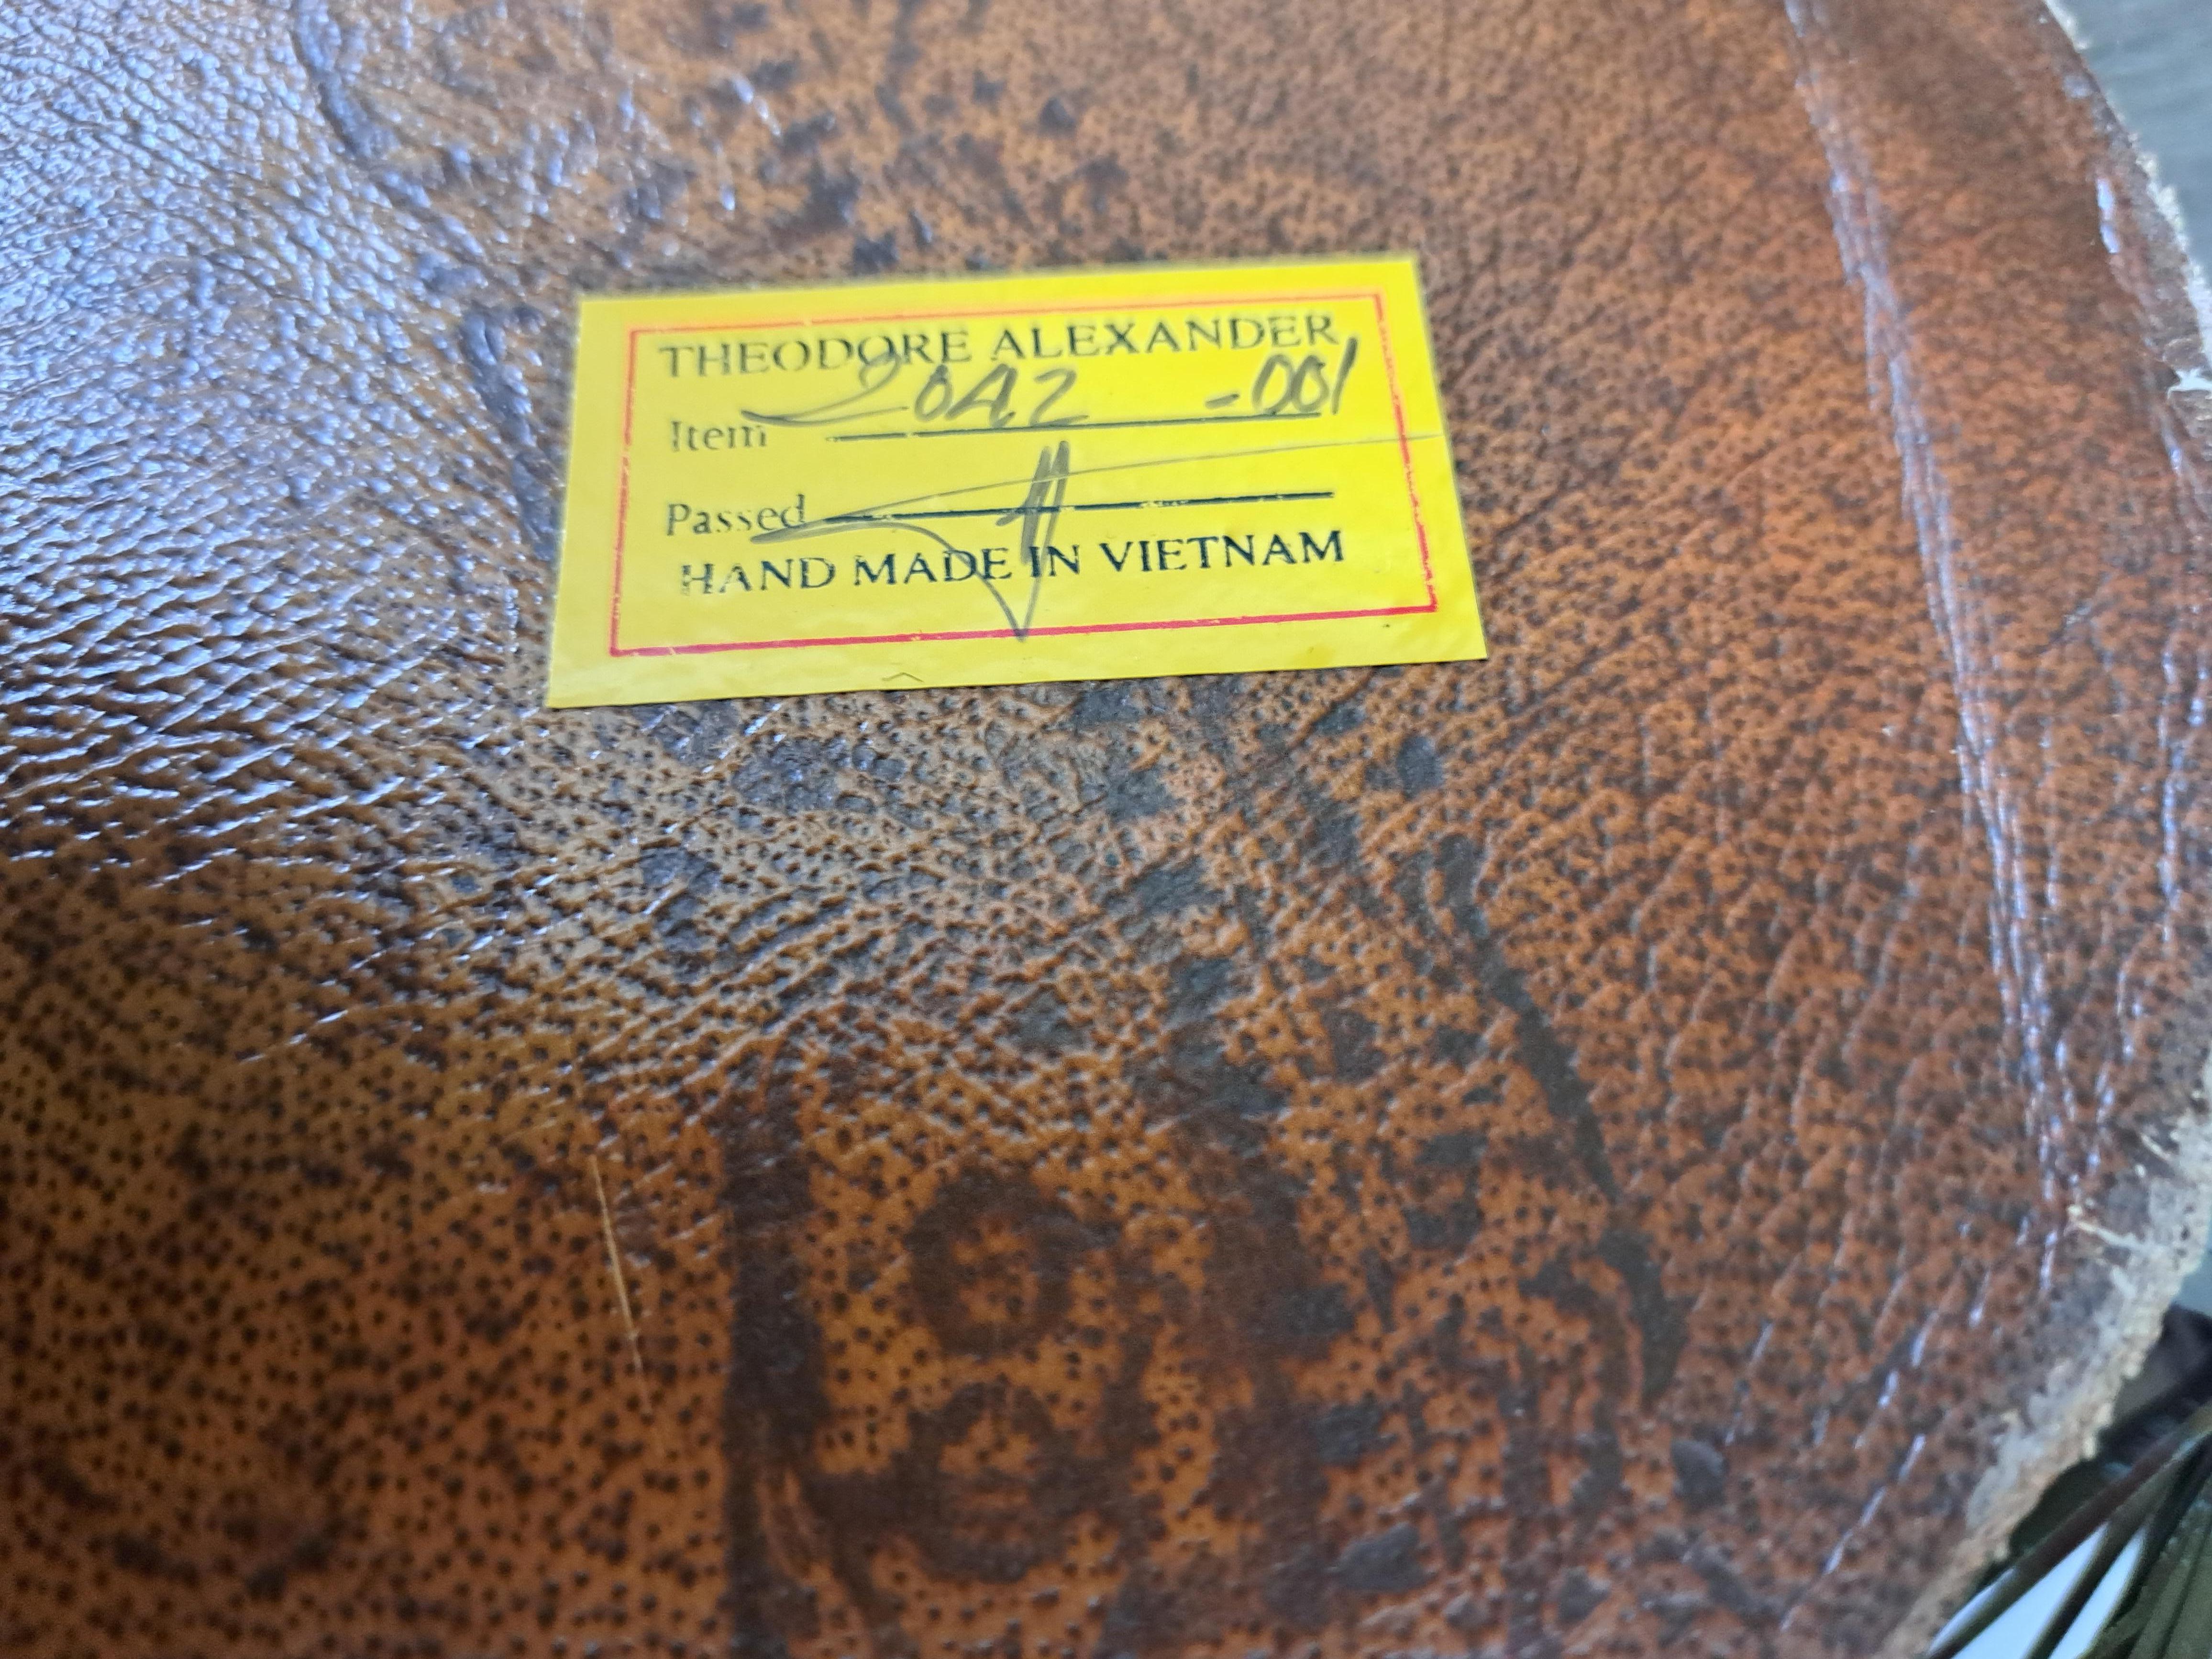 THEODORE ALEXANDER
Item 2042 -001
Passed
HAND MADE IN VIETNAM